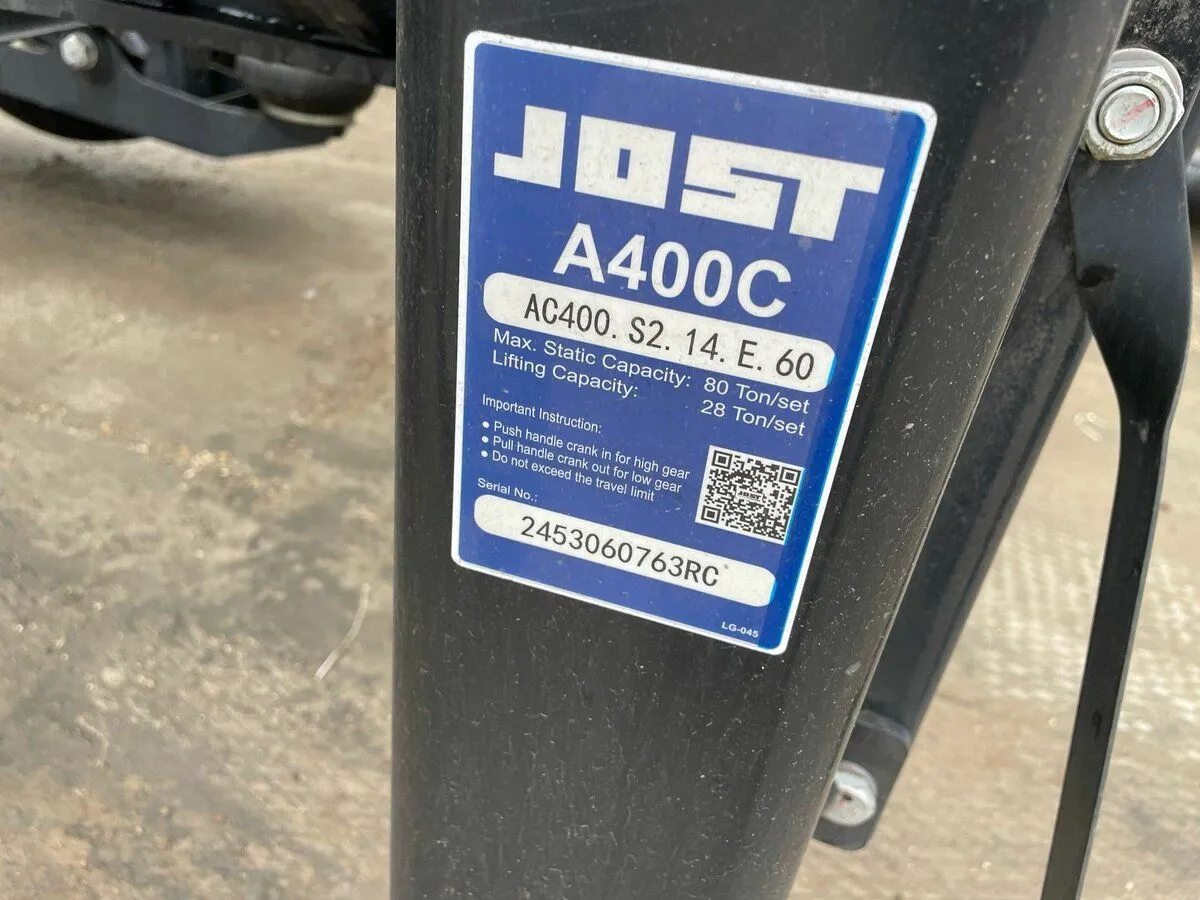 JOST
A400C
AC400. S2. 14. E. 60
Max. Static Capacity: 80 Ton/set
Lifting Capacity: 28 Ton/set
Important Instruction:
• Push handle crank in for high gear
• Pull handle crank out for low gear
• Do not exceed the travel limit
JOST
Serial No.:
2453060763RC
LG-045